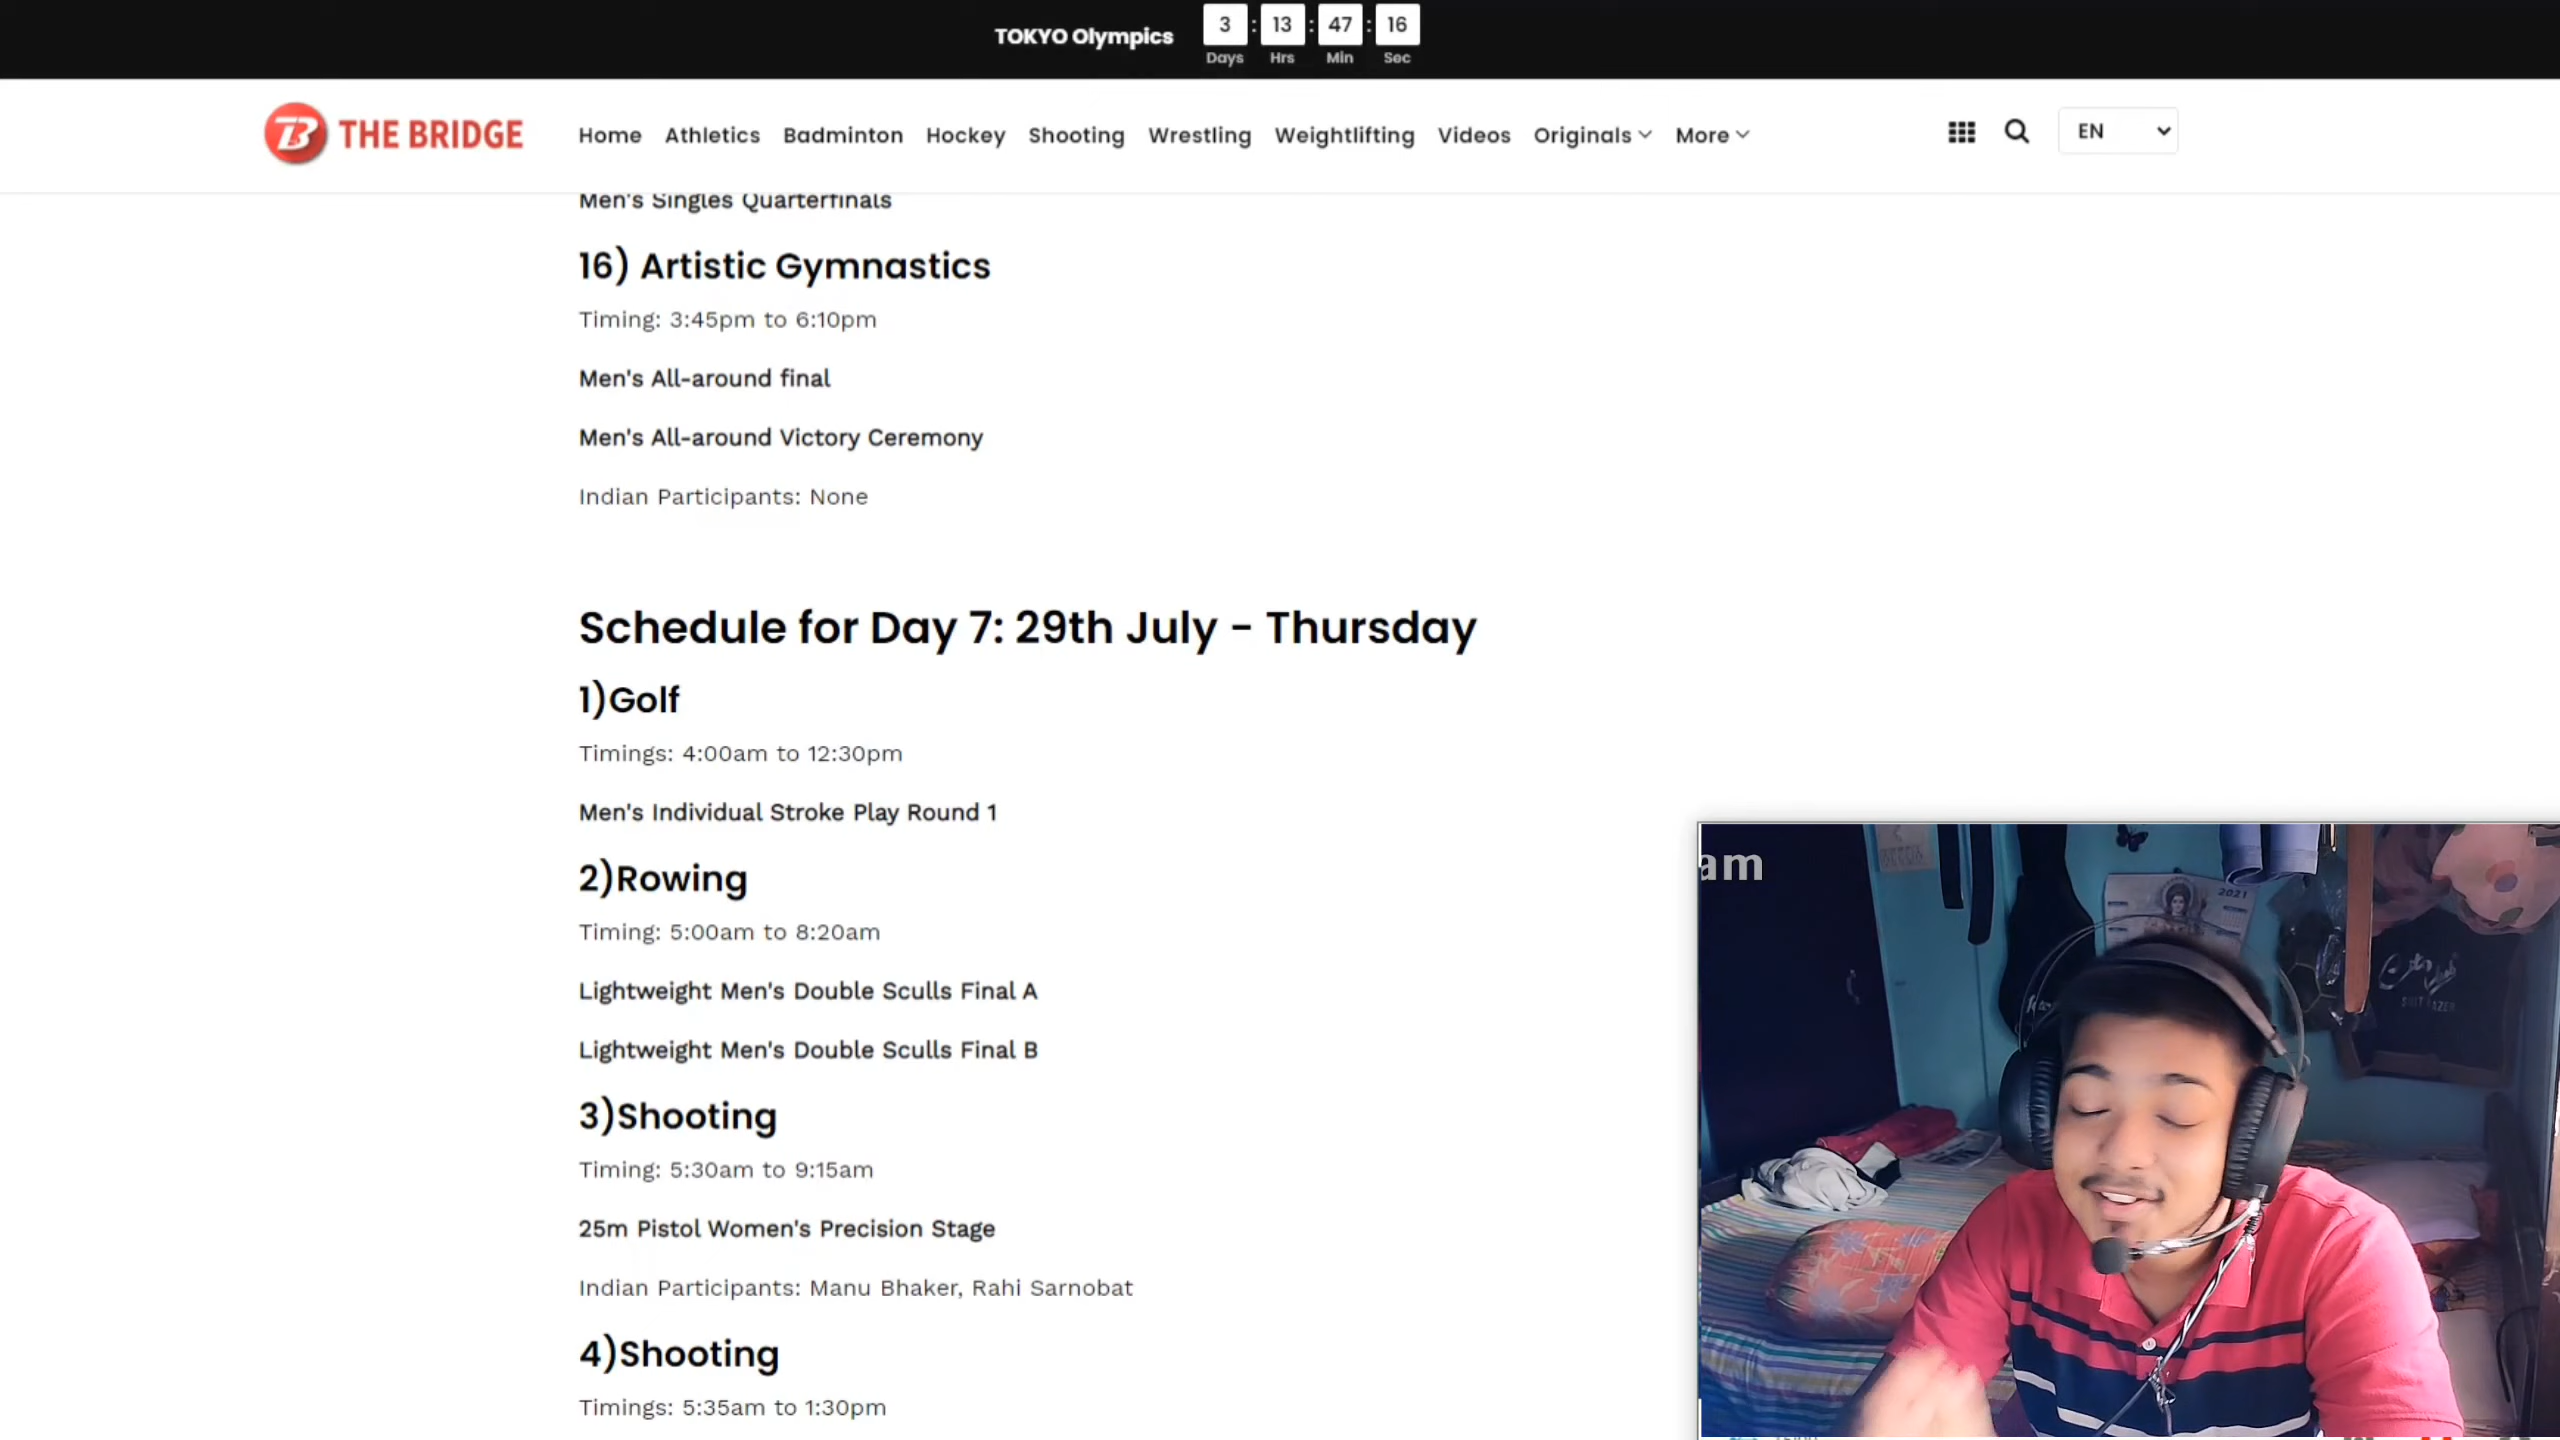 TOKYO Olympics
3 : 13 : 47 : 16
Days Hrs Min Sec
THE BRIDGE
Home Athletics Badminton Hockey Shooting Wrestling Weightlifting Videos Originals More
EN
Men's Singles Quarterfinals
16) Artistic Gymnastics
Timing: 3:45pm to 6:10pm
Men's All-around final
Men's All-around Victory Ceremony
Indian Participants: None
Schedule for Day 7: 29th July - Thursday
1)Golf
Timings: 4:00am to 12:30pm
Men's Individual Stroke Play Round 1
2)Rowing
Timing: 5:00am to 8:20am
Lightweight Men's Double Sculls Final A
Lightweight Men's Double Sculls Final B
3)Shooting
Timing: 5:30am to 9:15am
25m Pistol Women's Precision Stage
Indian Participants: Manu Bhaker, Rahi Sarnobat
4)Shooting
Timings: 5:35am to 1:30pm
am
2021